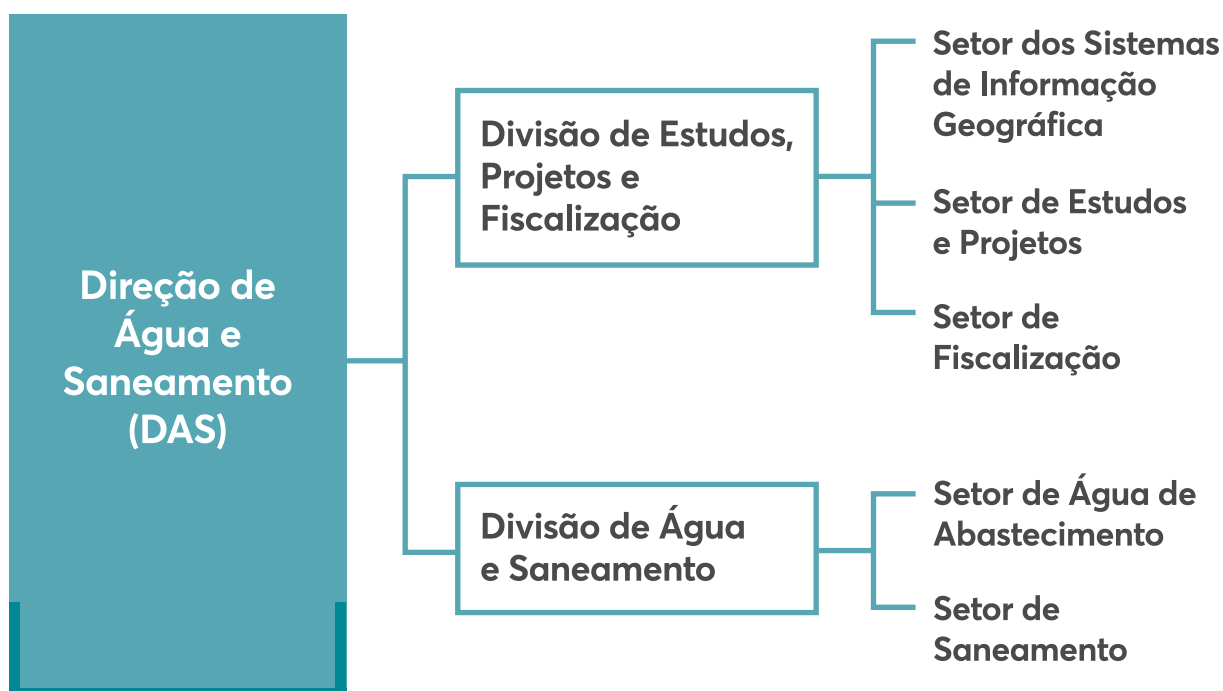 Direção de
Água e
Saneamento
(DAS)
Divisão de Estudos,
Projetos e
Fiscalização
Setor dos Sistemas
de Informação
Geográfica
Setor de Estudos
e Projetos
Setor de
Fiscalização
Divisão de Água
e Saneamento
Setor de Água de
Abastecimento
Setor de
Saneamento